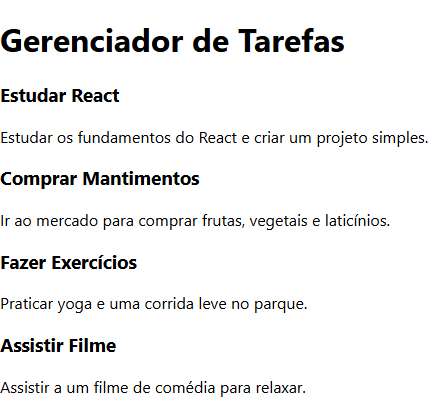 Gerenciador de Tarefas
Estudar React
Estudar os fundamentos do React e criar um projeto simples.
Comprar Mantimentos
Ir ao mercado para comprar frutas, vegetais e laticínios.
Fazer Exercícios
Praticar yoga e uma corrida leve no parque.
Assistir Filme
Assistir a um filme de comédia para relaxar.